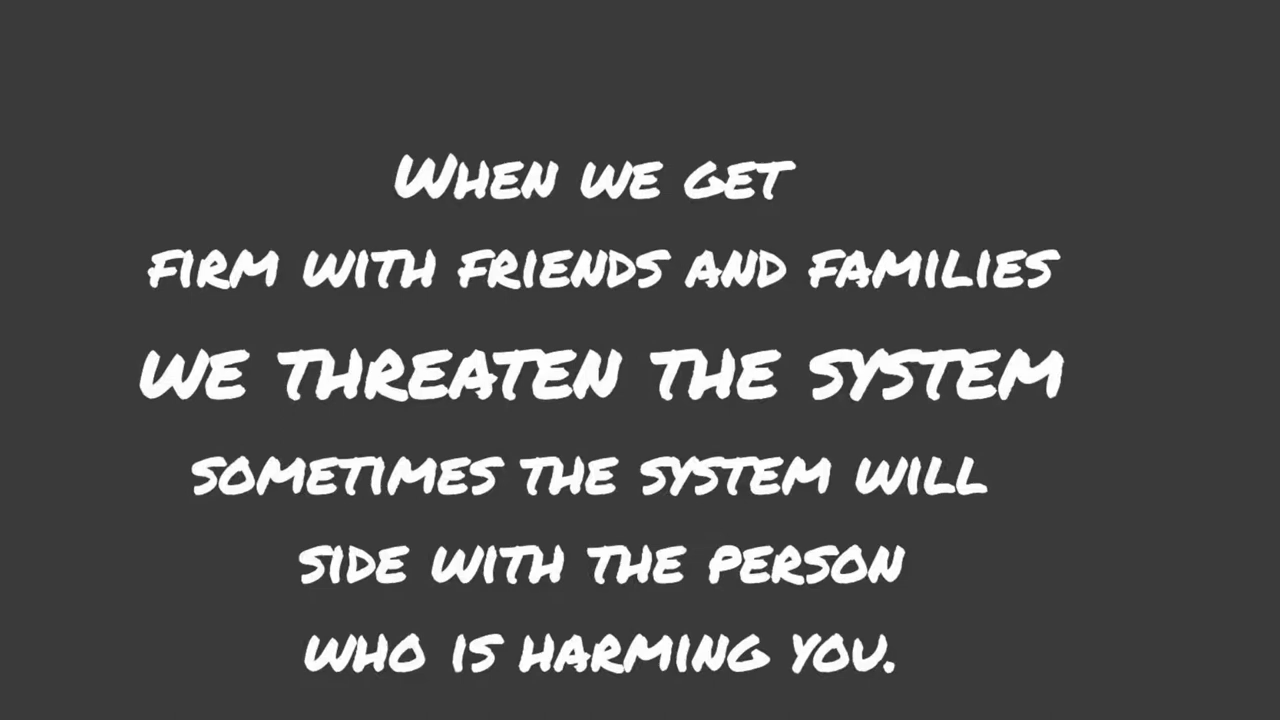 When we get
firm with friends and families
we threaten the system
sometimes the system will
side with the person
who is harming you.